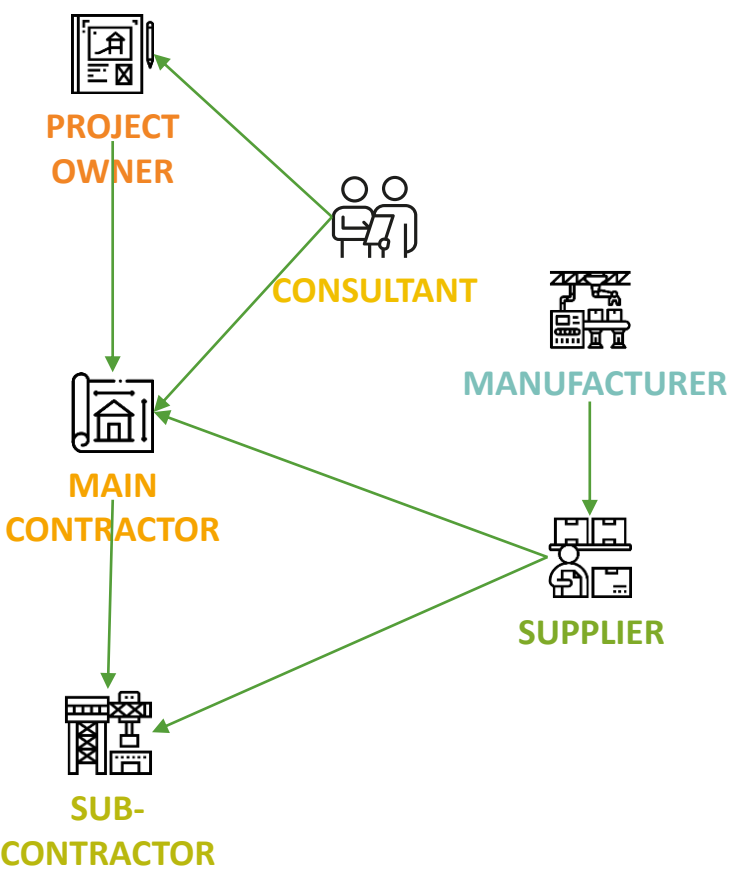 PROJECT
OWNER
CONSULTANT
MANUFACTURER
MAIN
CONTRACTOR
SUPPLIER
SUB-
CONTRACTOR